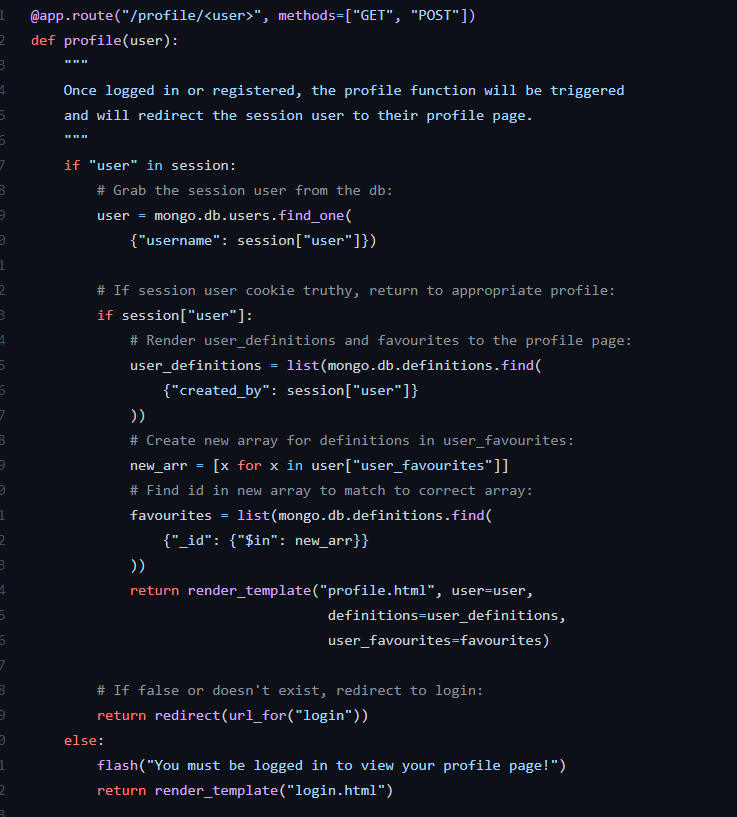 1 @app.route("/profile/<user>", methods=["GET", "POST"])
2 def profile(user):
3     """
4     Once logged in or registered, the profile function will be triggered
5     and will redirect the session user to their profile page.
6     """
7     if "user" in session:
8         # Grab the session user from the db:
9         user = mongo.db.users.find_one(
0             {"username": session["user"]})
1
2         # If session user cookie truthy, return to appropriate profile:
3         if session["user"]:
4             # Render user_definitions and favourites to the profile page:
5             user_definitions = list(mongo.db.definitions.find(
6                 {"created_by": session["user"]}
7             ))
8             # Create new array for definitions in user_favourites:
9             new_arr = [x for x in user["user_favourites"]]
0             # Find id in new array to match to correct array:
1             favourites = list(mongo.db.definitions.find(
2                 {"_id": {"$in": new_arr}}
3             ))
4             return render_template("profile.html", user=user,
5                                     definitions=user_definitions,
6                                     user_favourites=favourites)
7
8         # If false or doesn't exist, redirect to login:
9         return redirect(url_for("login"))
0     else:
1         flash("You must be logged in to view your profile page!")
2         return render_template("login.html")
3